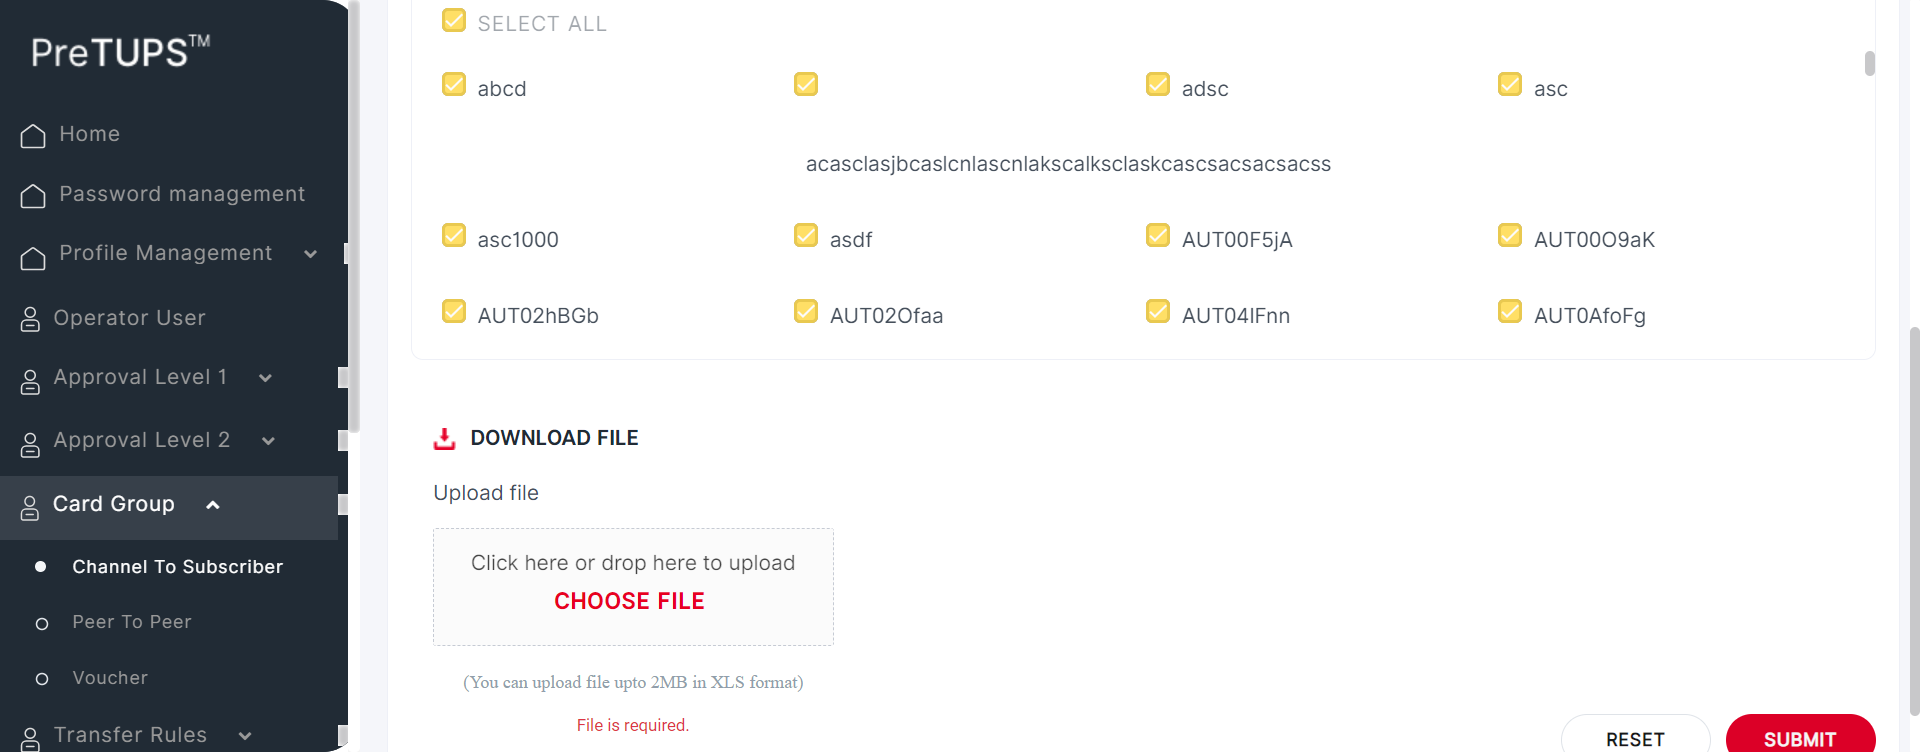 PreTUPS™
Home
Password management
Profile Management
Operator User
Approval Level 1
Approval Level 2
Card Group
Channel To Subscriber
Peer To Peer
Voucher
Transfer Rules
SELECT ALL
abcd
adsc
asc
acasclasjbcaslcnlascnlakscalksclaskcascsacsacsacss
asc1000
asdf
AUT00F5jA
AUT00O9aK
AUT02hBGb
AUT02Ofaa
AUT04IFnn
AUT0AfoFg
DOWNLOAD FILE
Upload file
Click here or drop here to upload
CHOOSE FILE
(You can upload file upto 2MB in XLS format)
File is required.
RESET
SUBMIT